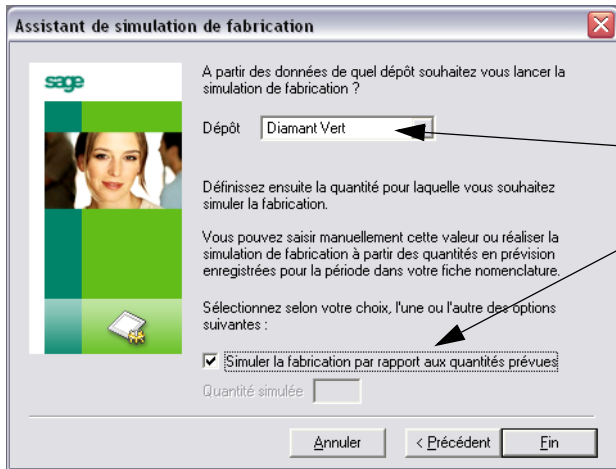 Assistant de simulation de fabrication
sage
A partir des données de quel dépôt souhaitez vous lancer la
simulation de fabrication ?
Dépôt Diamant Vert
Définissez ensuite la quantité pour laquelle vous souhaitez
simuler la fabrication.
Vous pouvez saisir manuellement cette valeur ou réaliser la
simulation de fabrication à partir des quantités en prévision
enregistrées pour la période dans votre fiche nomenclature.
Sélectionnez selon votre choix, l'une ou l'autre des options
suivantes :
Simuler la fabrication par rapport aux quantités prévues
Quantité simulée
Annuler < Précédent Fin